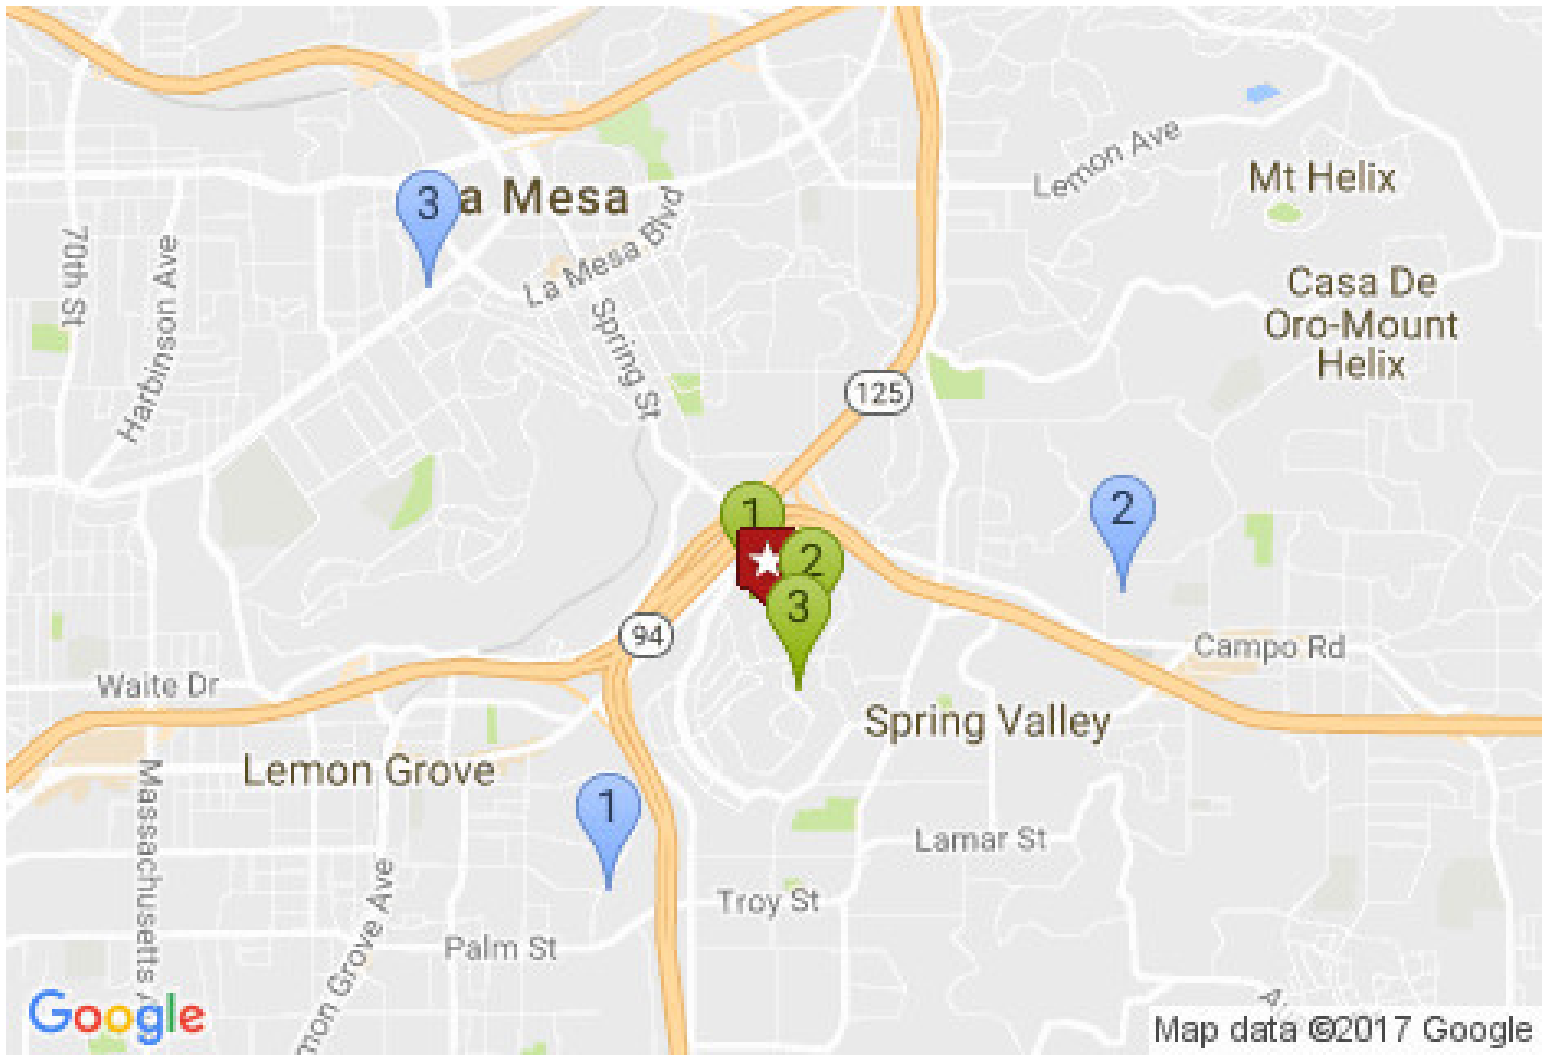 Lemon Ave
Mt Helix
3
a Mesa
La Mesa Blvd
70th St
Harbinson Ave
Casa De
Oro-Mount
Helix
Spring St
125
1
2
2
3
94
Campo Rd
Waite Dr
Spring Valley
Lemon Grove
1
Massachusetts A
Lamar St
Troy St
mon Grove Ave
Palm St
Google
Map data ©2017 Google